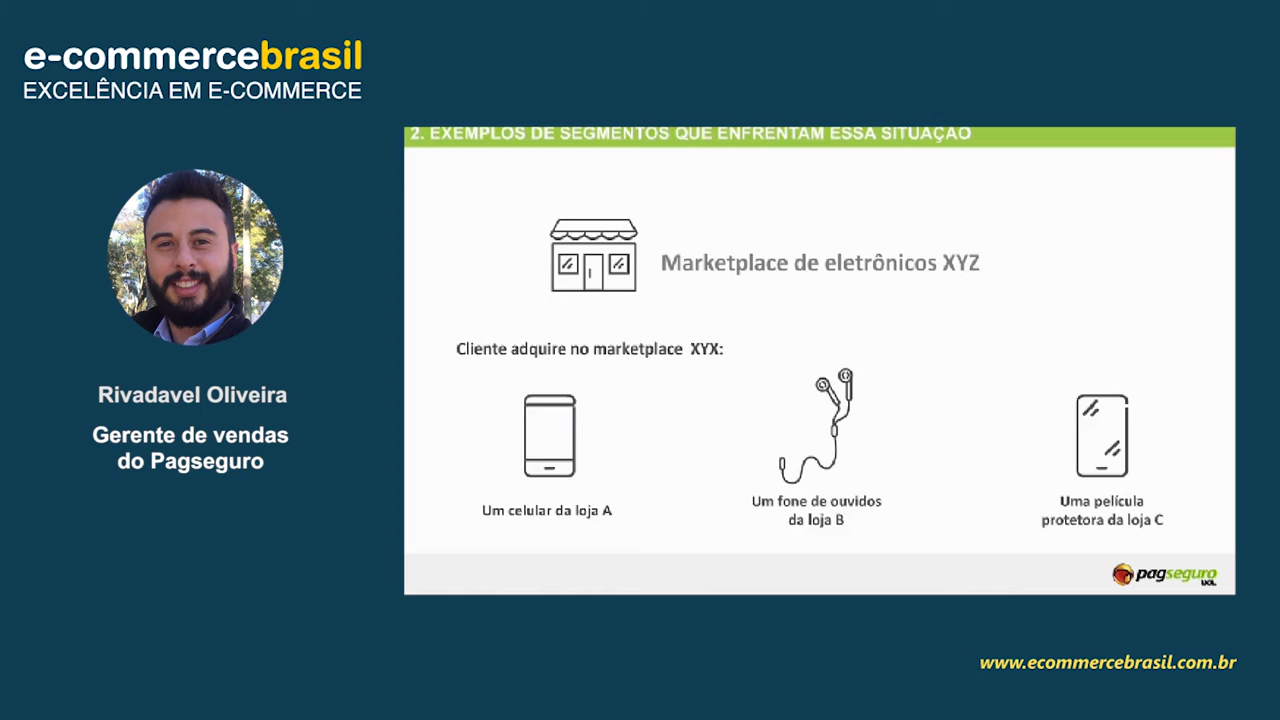 e-commercebrasil
EXCELÊNCIA EM E-COMMERCE
Rivadavel Oliveira
Gerente de vendas
do Pagseguro
2. EXEMPLOS DE SEGMENTOS QUE ENFRENTAM ESSA SITUAÇÃO
Marketplace de eletrônicos XYZ
Cliente adquire no marketplace XYX:
Um celular da loja A
Um fone de ouvidos
da loja B
Uma película
protetora da loja C
pagseguro
UOL
www.ecommercebrasil.com.br